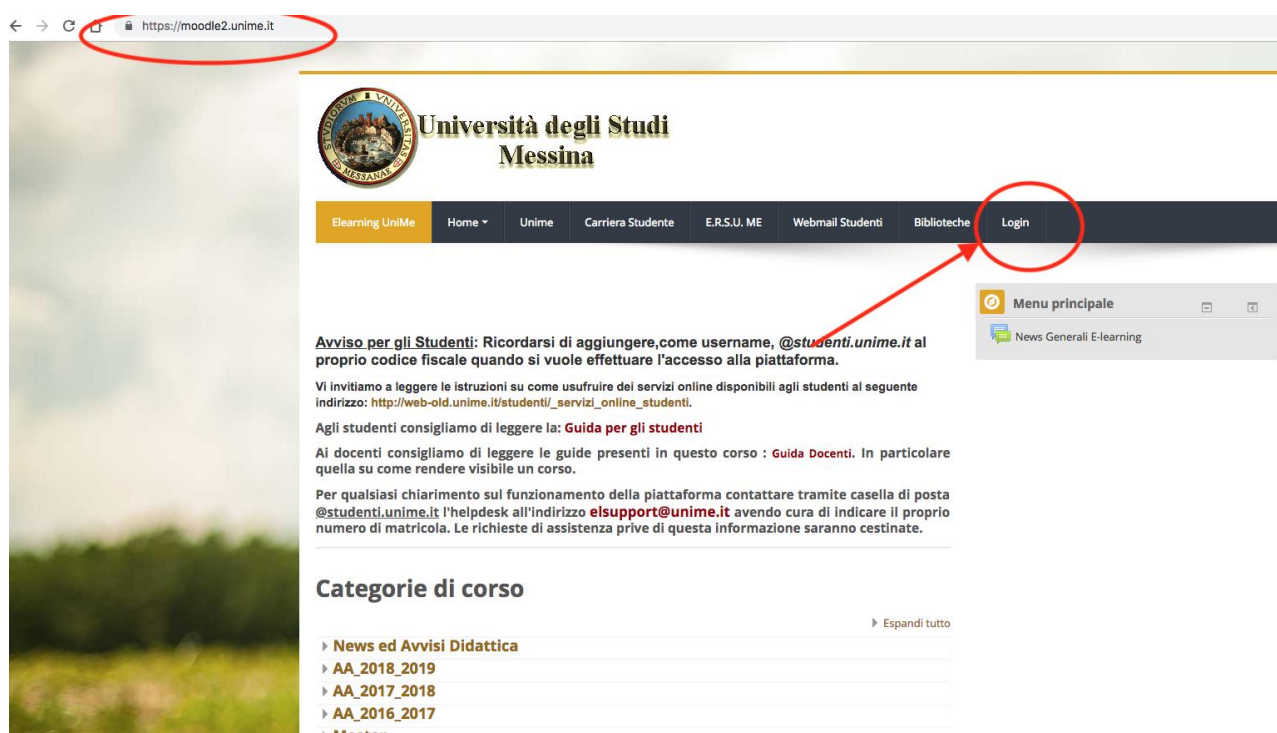 https://moodle2.unime.it
Università degli Studi
Messina
Elearning UniMe Home Unime Carriera Studente E.R.S.U. ME Webmail Studenti Biblioteche Login
Menu principale
News Generali E-learning
Avviso per gli Studenti: Ricordarsi di aggiungere,come username, @studenti.unime.it al
proprio codice fiscale quando si vuole effettuare l'accesso alla piattaforma.
Vi invitiamo a leggere le istruzioni su come usufruire dei servizi online disponibili agli studenti al seguente
indirizzo: http://web-old.unime.it/studenti/_servizi_online_studenti.
Agli studenti consigliamo di leggere la: Guida per gli studenti
Ai docenti consigliamo di leggere le guide presenti in questo corso : Guida Docenti. In particolare
quella su come rendere visibile un corso.
Per qualsiasi chiarimento sul funzionamento della piattaforma contattare tramite casella di posta
@studenti.unime.it l'helpdesk all'indirizzo elsupport@unime.it avendo cura di indicare il proprio
numero di matricola. Le richieste di assistenza prive di questa informazione saranno cestinate.
Categorie di corso
Espandi tutto
News ed Avvisi Didattica
AA_2018_2019
AA_2017_2018
AA_2016_2017